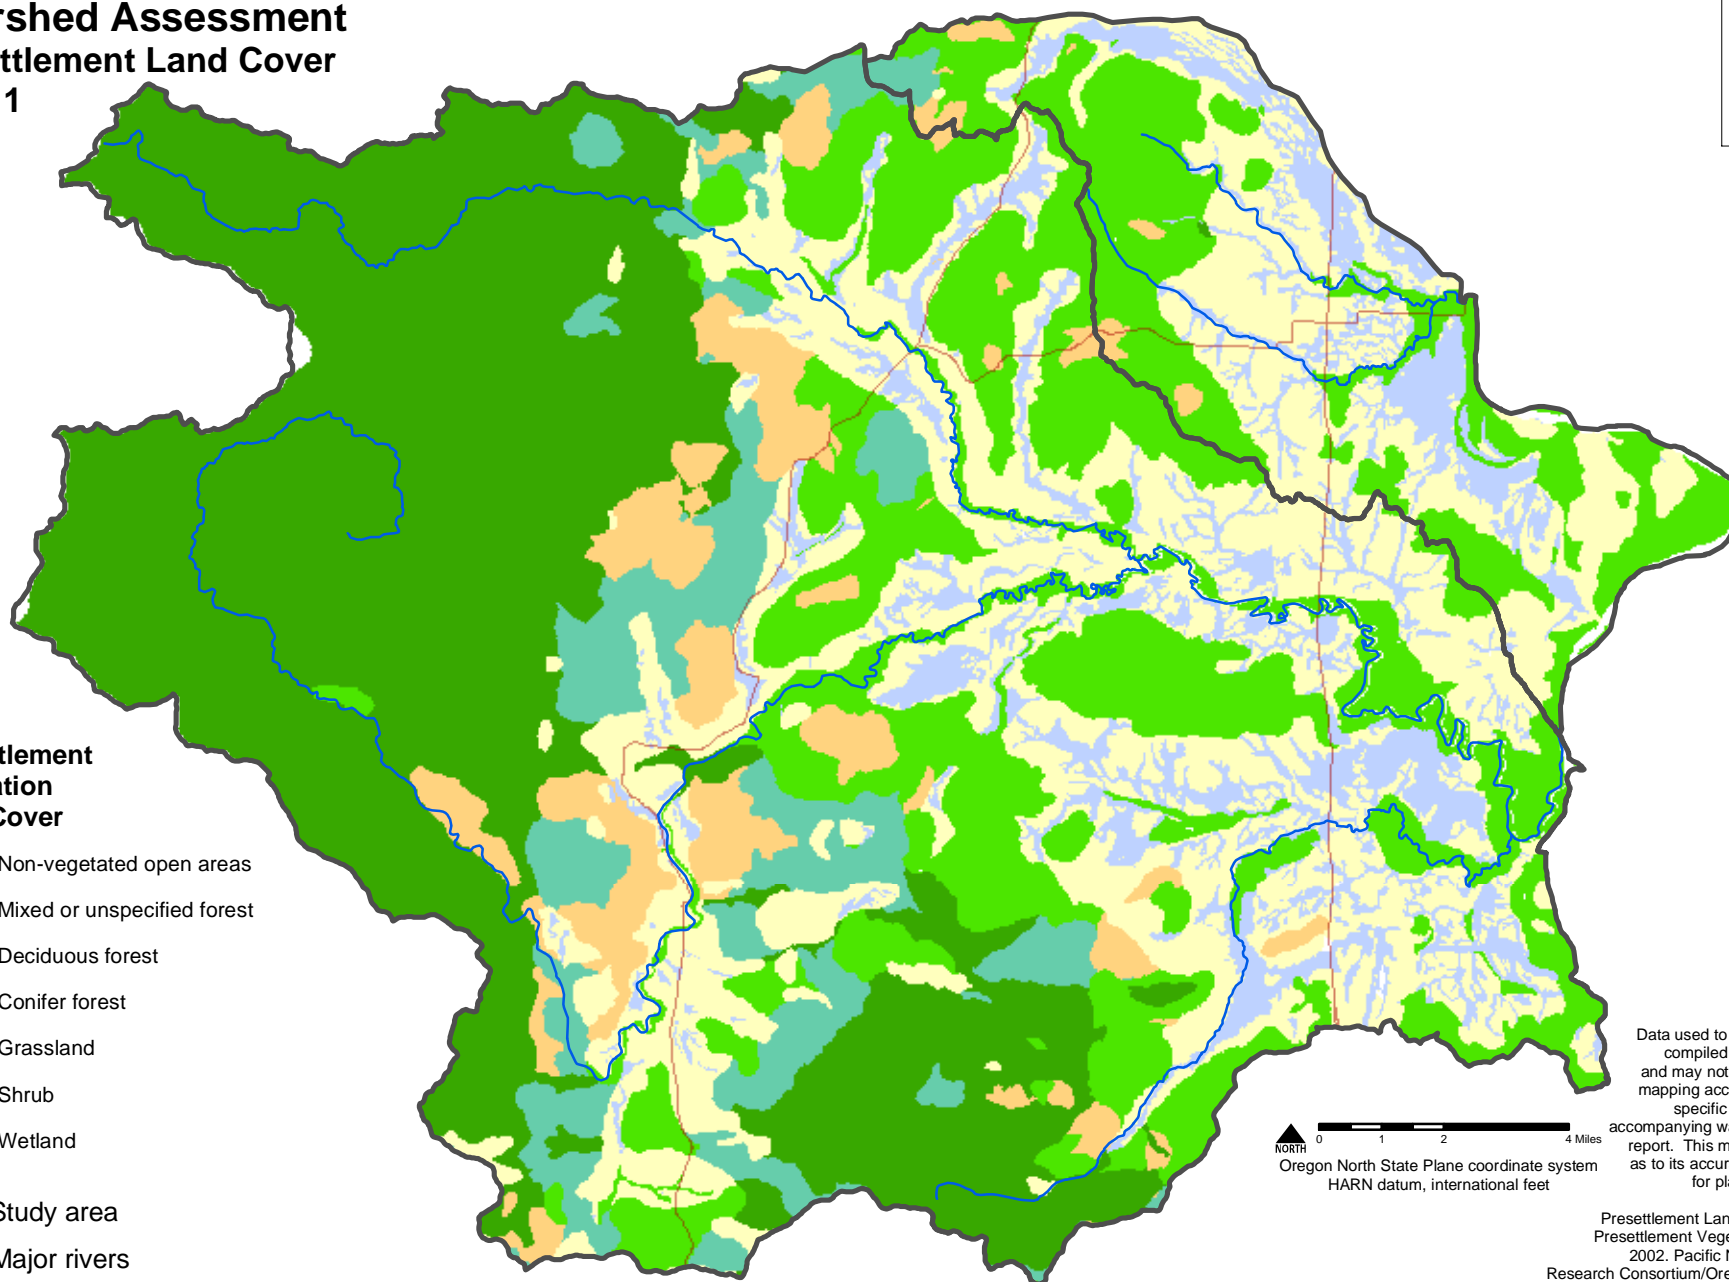 rshed Assessment
ttlement Land Cover
1
tlement
ation
Cover
Non-vegetated open areas
Mixed or unspecified forest
Deciduous forest
Conifer forest
Grassland
Shrub
Wetland
Study area
Major rivers
NORTH
0 1 2 4 Miles
Oregon North State Plane coordinate system
HARN datum, international feet
Data used to
compiled
and may not
mapping acc
specific
accompanying wa
report. This m
as to its accur
for pla
Presettlement Lan
Presettlement Vege
2002. Pacific N
Research Consortium/Ore